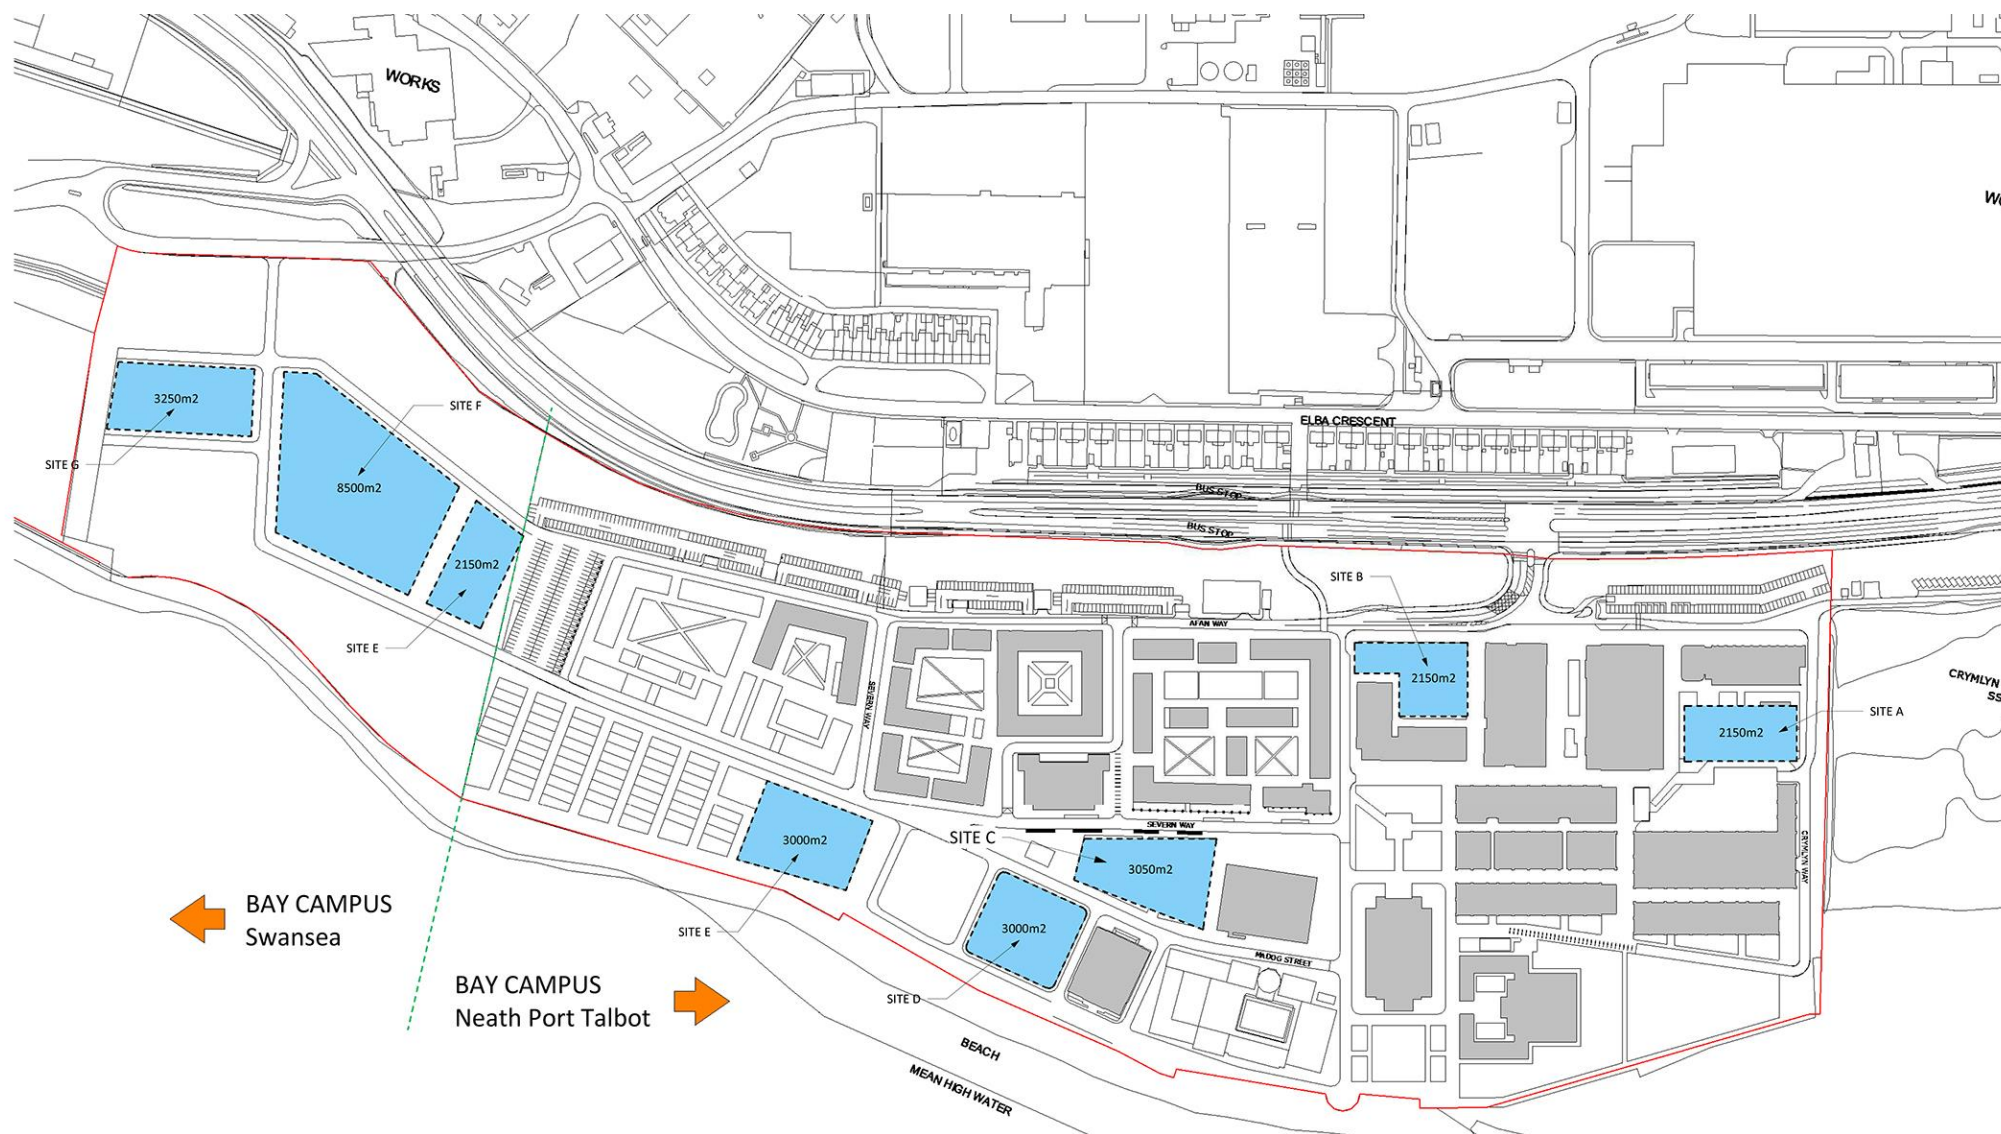 WORKS
3250m2
SITE F
SITE G
8500m2
2150m2
SITE E
ELBA CRESCENT
BUS STOP
BUS STOP
SITE B
AFAN WAY
2150m2
SITE A
2150m2
CRYMLYN
SEVERN WAY
SEVERN WAY
SITE C
3000m2
3050m2
CRYMLYN WAY
SITE E
3000m2
MADOG STREET
SITE D
BAY CAMPUS
Swansea
BAY CAMPUS
Neath Port Talbot
BEACH
MEAN HIGH WATER